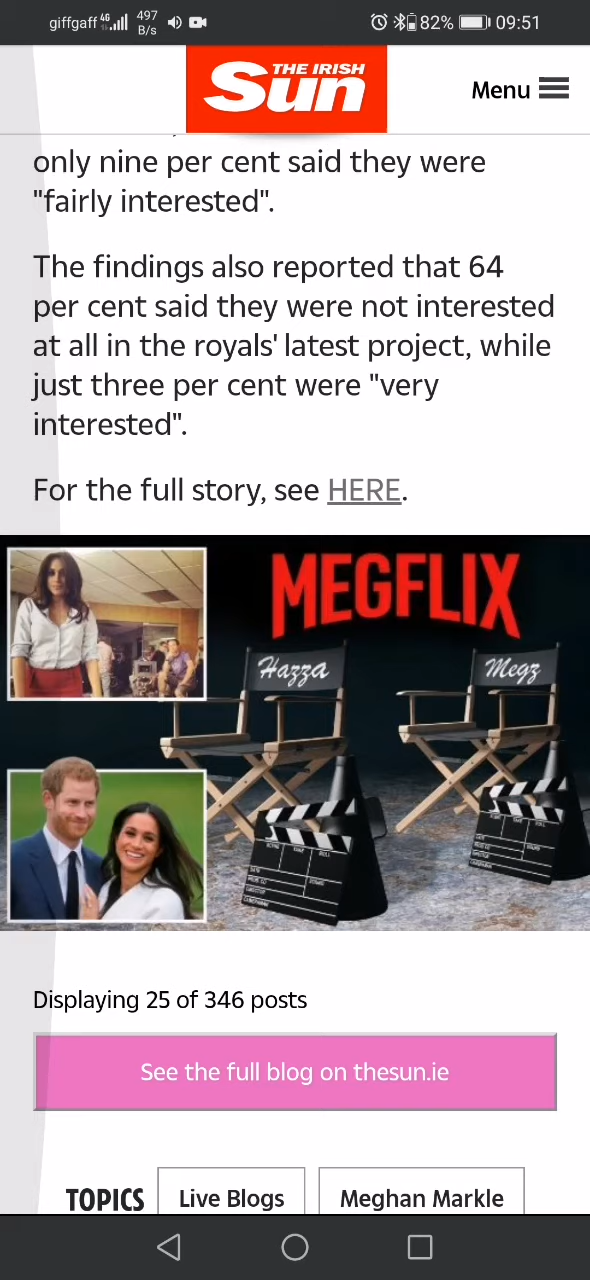 giffgaff 4G 497 B/s 82% 09:51
THE IRISH
Sun
Menu
only nine per cent said they were
"fairly interested".
The findings also reported that 64
per cent said they were not interested
at all in the royals' latest project, while
just three per cent were "very
interested".
For the full story, see HERE.
MEGFLIX
Hazza
Megz
Displaying 25 of 346 posts
See the full blog on thesun.ie
TOPICS
Live Blogs
Meghan Markle